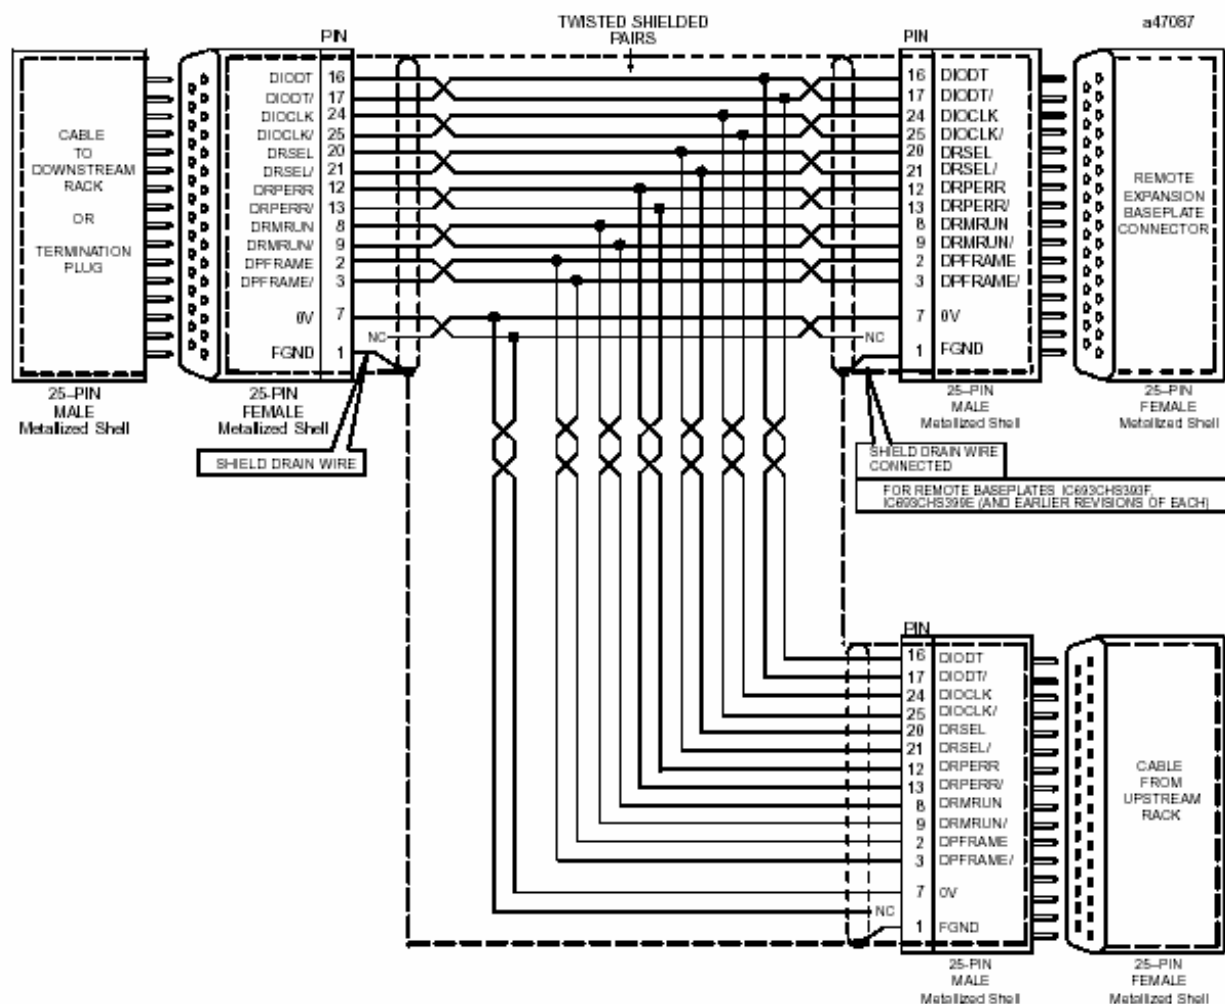 TWISTED SHIELDED
PAIRS
a47087
PIN
PIN
CABLE
TO
DOWNSTREAM
RACK
OR
TERMINATION
PLUG
DIODT 16
DIODT/ 17
DIOCLK 24
DIOCLK/ 25
DRSEL 20
DRSEL/ 21
DRPERR 12
DRPERR/ 13
DRMRUN 8
DRMRUN/ 9
DPFRAME 2
DPFRAME/ 3
0V 7
NC
FGND 1
16 DIODT
17 DIODT/
24 DIOCLK
25 DIOCLK/
20 DRSEL
21 DRSEL/
12 DRPERR
13 DRPERR/
8 DRMRUN
9 DRMRUN/
2 DPFRAME
3 DPFRAME/
7 0V
NC
1 FGND
REMOTE
EXPANSION
BASEPLATE
CONNECTOR
25-PIN
MALE
Metallized Shell
25-PIN
FEMALE
Metallized Shell
25-PIN
MALE
Metallized Shell
25-PIN
FEMALE
Metallized Shell
SHIELD DRAIN WIRE
SHIELD DRAIN WIRE
CONNECTED
FOR REMOTE BASEPLATES IC693CHS393F,
IC693CHS399E (AND EARLIER REVISIONS OF EACH)
PIN
16 DIODT
17 DIODT/
24 DIOCLK
25 DIOCLK/
20 DRSEL
21 DRSEL/
12 DRPERR
13 DRPERR/
8 DRMRUN
9 DRMRUN/
2 DPFRAME
3 DPFRAME/
7 0V
NC
1 FGND
CABLE
FROM
UPSTREAM
RACK
25-PIN
MALE
Metallized Shell
25-PIN
FEMALE
Metallized Shell